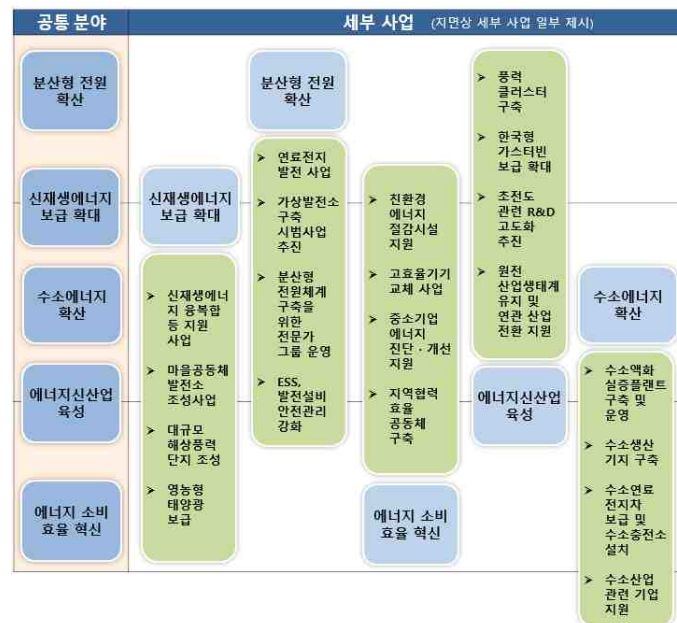 공통 분야
세부 사업 (지면상 세부 사업 일부 제시)
분산형 전원
확산
신재생에너지
보급 확대
수소에너지
확산
에너지신산업
육성
에너지 소비
효율 혁신
신재생에너지
보급 확대
➤ 신재생에너
지 융복합
등 지원
사업
➤ 마을공동체
발전소
조성사업
➤ 대규모
해상풍력
단지 조성
➤ 영농형
태양광
보급
분산형 전원
확산
➤ 연료전지
발전 사업
➤ 가상발전소
구축
시범사업
추진
➤ 분산형
전원체계
구축을
위한
전문가
그룹 운영
➤ ESS,
발전설비
안전관리
강화
➤ 친환경
에너지
절감시설
지원
➤ 고효율기기
교체 사업
➤ 중소기업
에너지
진단·개선
지원
➤ 지역협력
효율
공동체
구축
에너지 소비
효율 혁신
➤ 풍력
클러스터
구축
➤ 한국형
가스터빈
보급 확대
➤ 초전도
관련 R&D
고도화
추진
➤ 원전
산업생태계
유지 및
연관 산업
전환 지원
에너지신산업
육성
수소에너지
확산
➤ 수소액화
실증플랜트
구축 및
운영
➤ 수소생산
기지 구축
➤ 수소연료
전지차
보급 및
수소충전소
설치
➤ 수소산업
관련 기업
지원